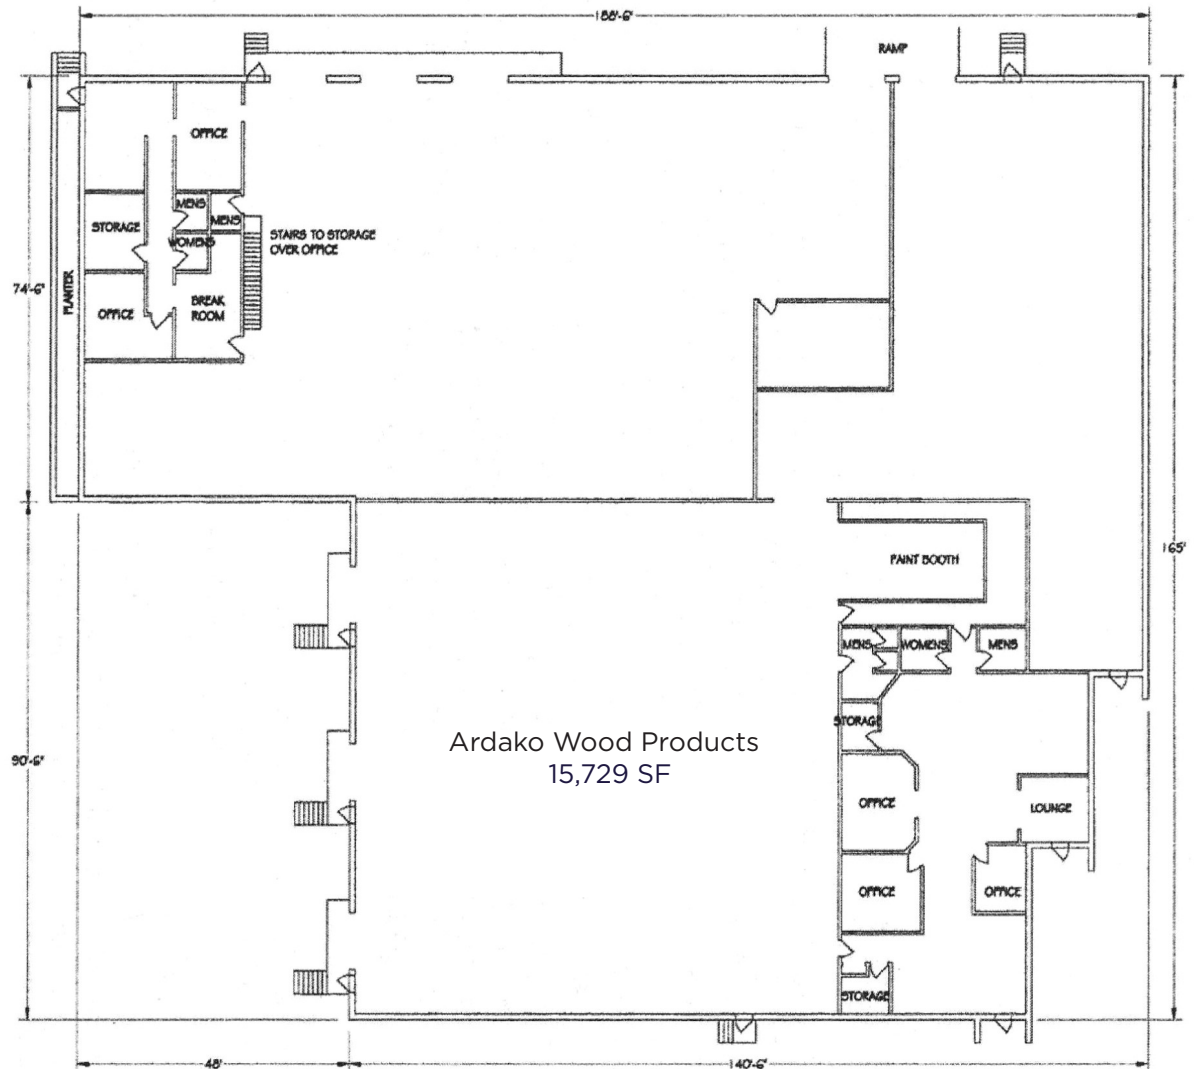 188'-6"
RAMP
OFFICE
MENS
MENS
STORAGE
WOMENS
STAIRS TO STORAGE
OVER OFFICE
PLANTER
74'-6"
OFFICE
BREAK
ROOM
165'
PAINT BOOTH
MENS
WOMENS
MENS
STORAGE
Ardako Wood Products
15,729 SF
90'-6"
OFFICE
LOUNGE
OFFICE
OFFICE
STORAGE
48'
140'-6"